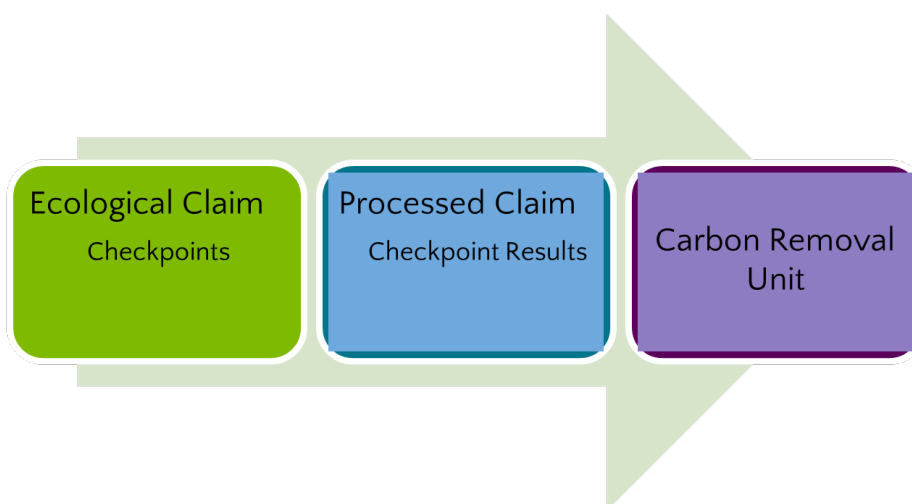 Ecological Claim
Checkpoints
Processed Claim
Checkpoint Results
Carbon Removal
Unit